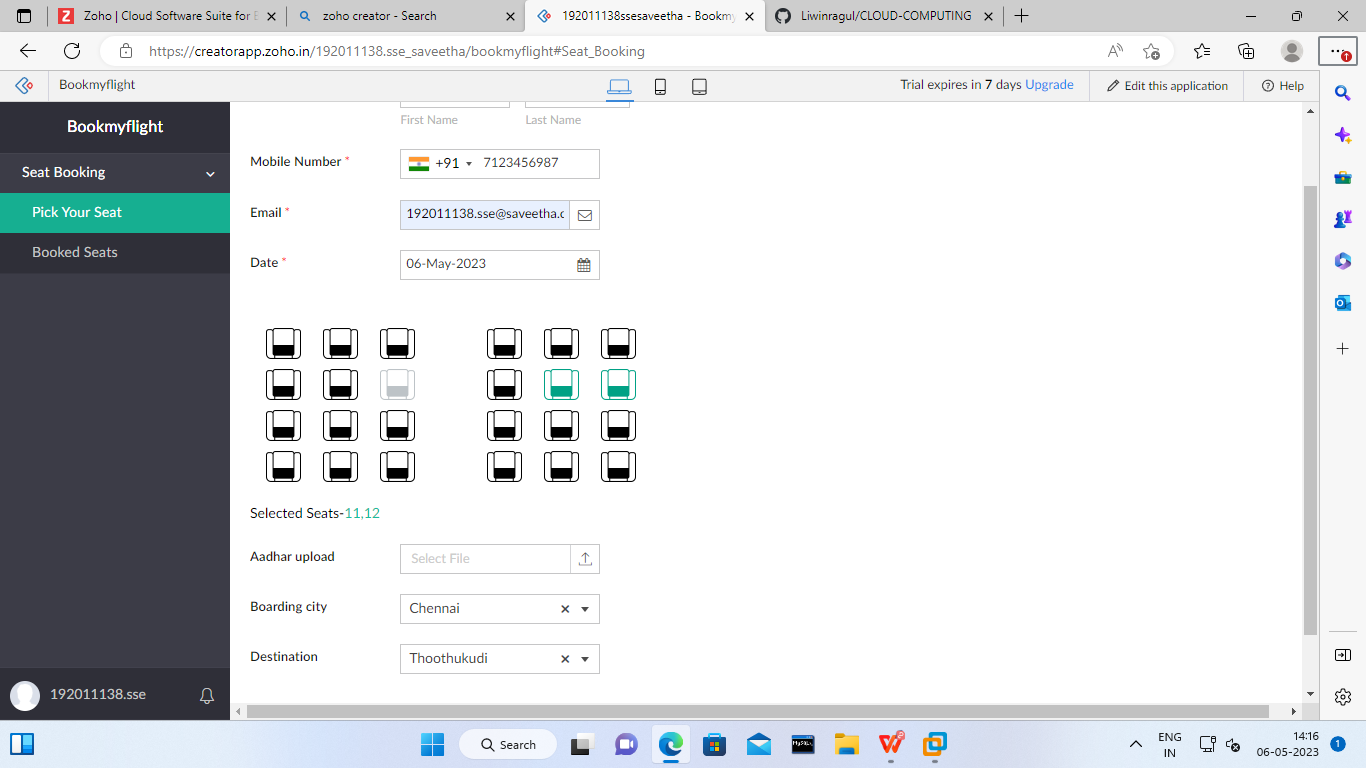 Zoho | Cloud Software Suite for B
zoho creator - Search
192011138ssesaveetha - Bookmy
Liwinragul/CLOUD-COMPUTING
https://creatorapp.zoho.in/192011138.sse_saveetha/bookmyflight#Seat_Booking
Bookmyflight
Trial expires in 7 days Upgrade
Edit this application
Help
Bookmyflight
Seat Booking
Pick Your Seat
Booked Seats
First Name
Last Name
Mobile Number *
+91
7123456987
Email *
192011138.sse@saveetha.c
Date *
06-May-2023
Selected Seats-11,12
Aadhar upload
Select File
Boarding city
Chennai
Destination
Thoothukudi
192011138.sse
Search
ENG
IN
14:16
06-05-2023
1